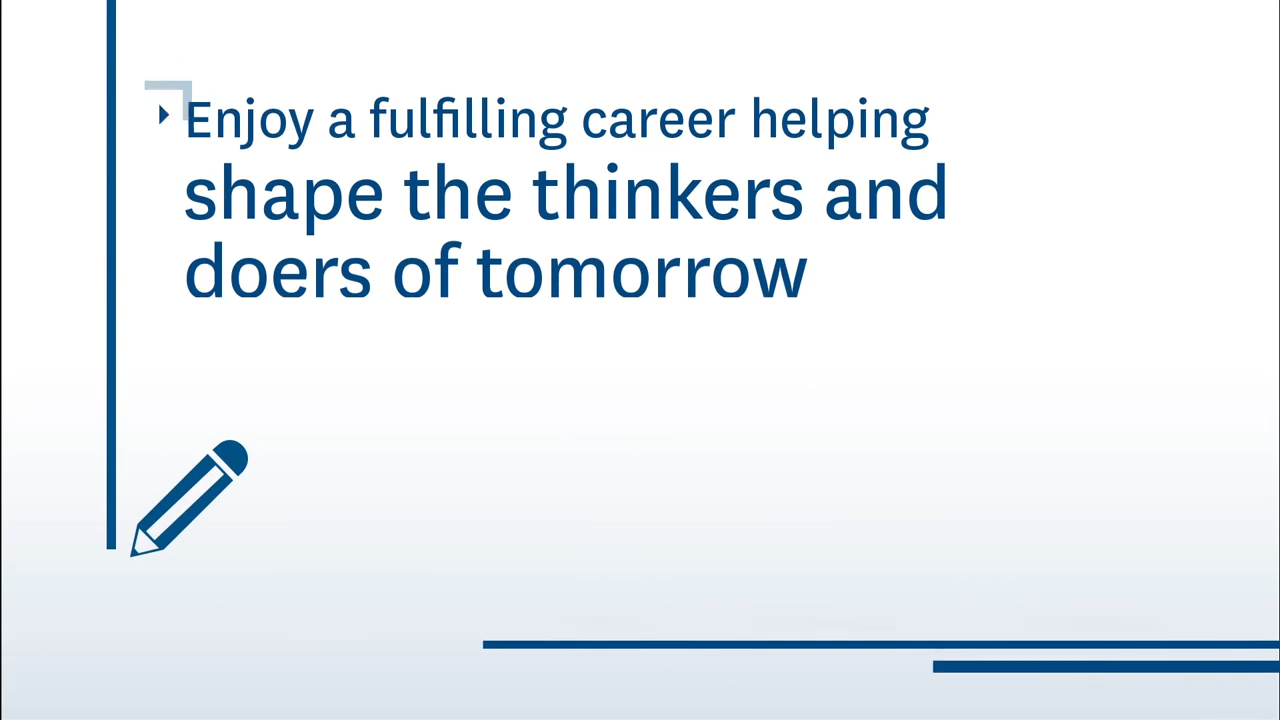 Enjoy a fulfilling career helping
shape the thinkers and
doers of tomorrow